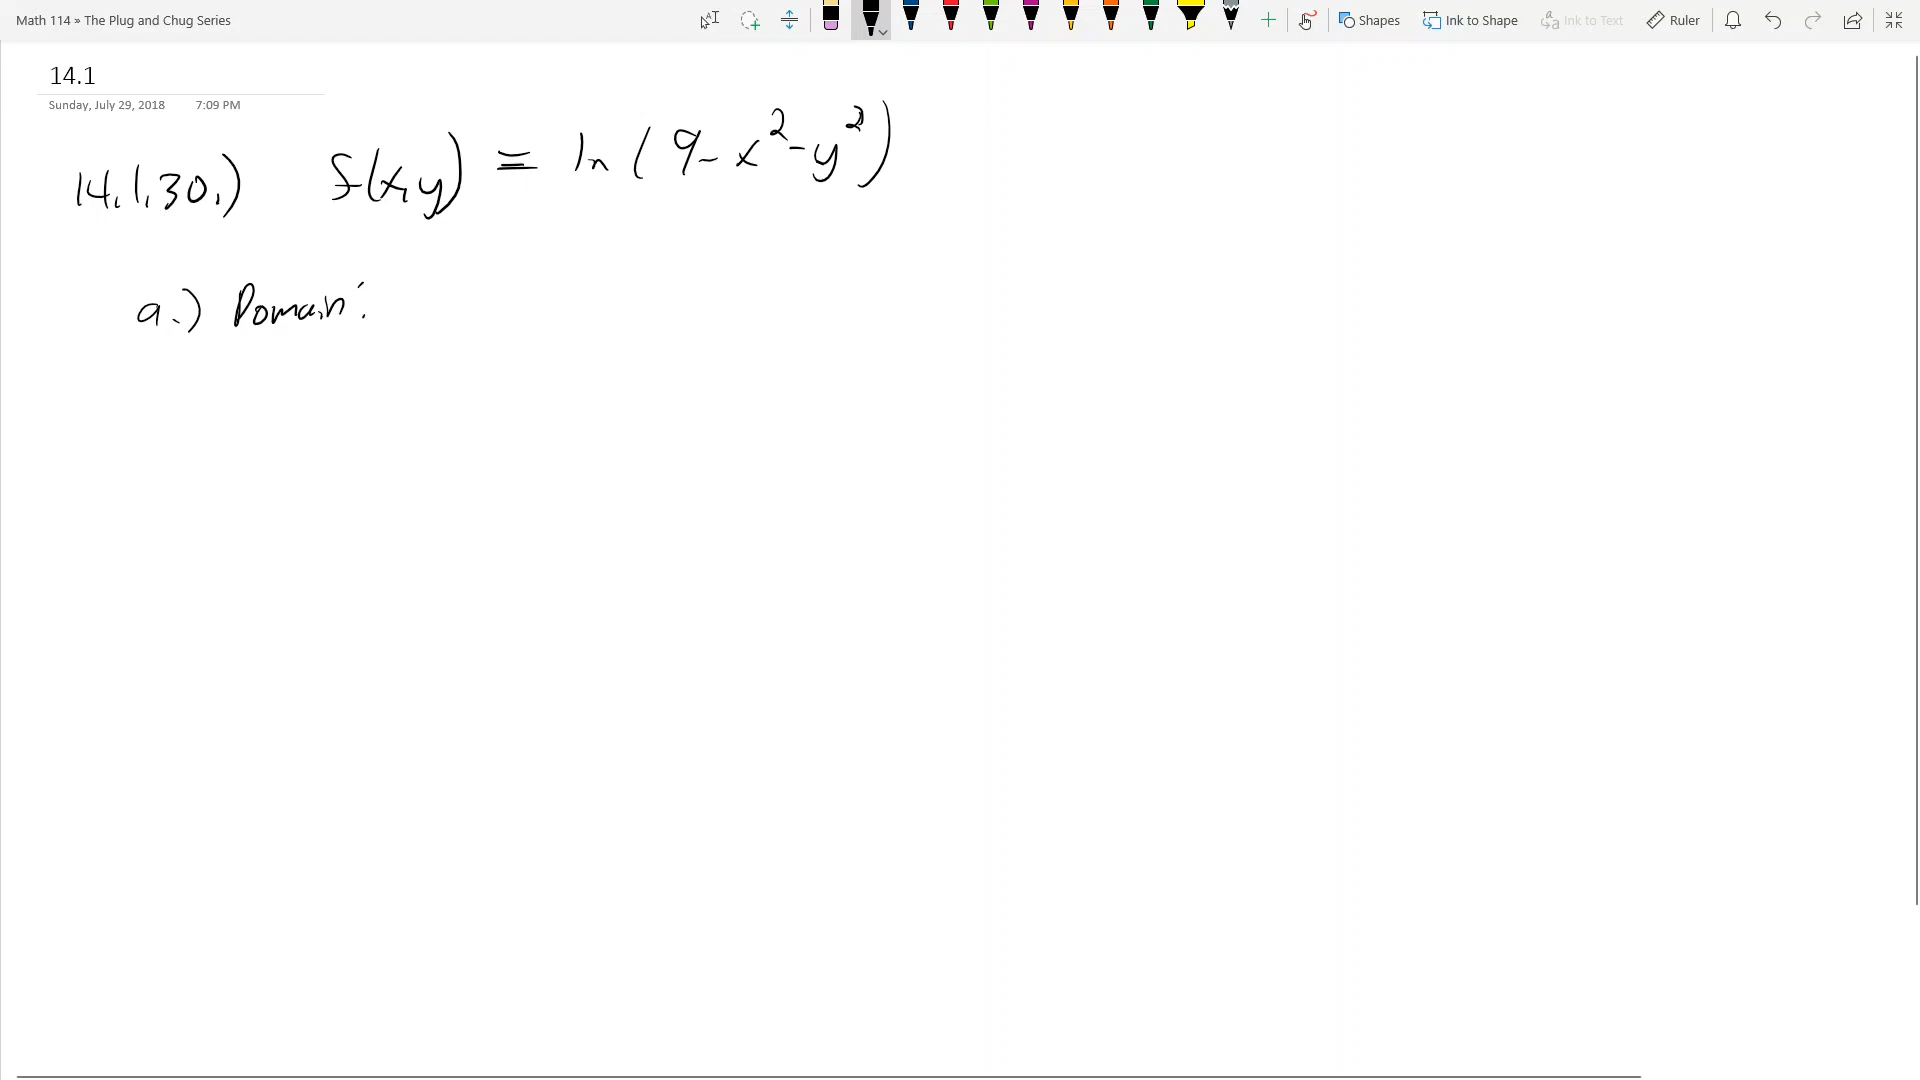 Math 114 » The Plug and Chug Series
Shapes Ink to Shape Ink to Text Ruler
14.1
Sunday, July 29, 2018 7:09 PM
14.1.30.) f(x,y) = ln(9-x²-y²)
a.) Domain: